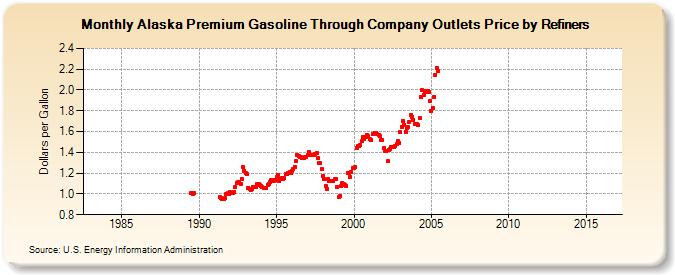 Monthly Alaska Premium Gasoline Through Company Outlets Price by Refiners
Dollars per Gallon
2.4
2.2
2.0
1.8
1.6
1.4
1.2
1.0
0.8
1985 1990 1995 2000 2005 2010 2015
Source: U.S. Energy Information Administration